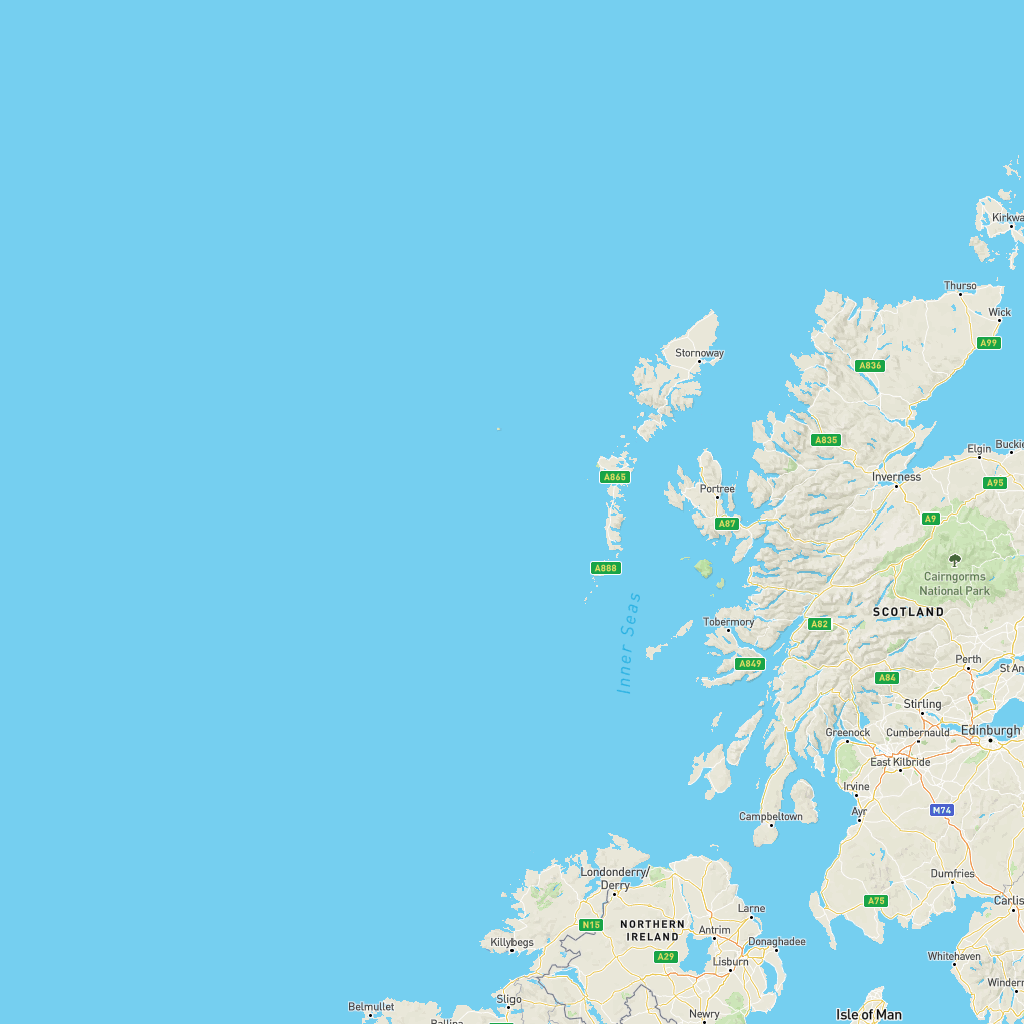 Kirkwa
Thurso
Wick
A99
Stornoway
A836
A835
Elgin
Buckie
A865
Inverness
A95
Portree
A9
A87
A888
Cairngorms
National Park
SCOTLAND
Inner Seas
Tobermory
A82
A849
Perth
St An
A84
Stirling
Greenock
Cumbernauld
Edinburgh
East Kilbride
Irvine
Ayr
M74
Campbeltown
Londonderry/
Derry
Dumfries
Larne
A75
Carlis
N15
NORTHERN
IRELAND
Antrim
Killybegs
Donaghadee
A29
Lisburn
Whitehaven
Winderm
Sligo
Belmullet
Newry
Isle of Man
Ballina